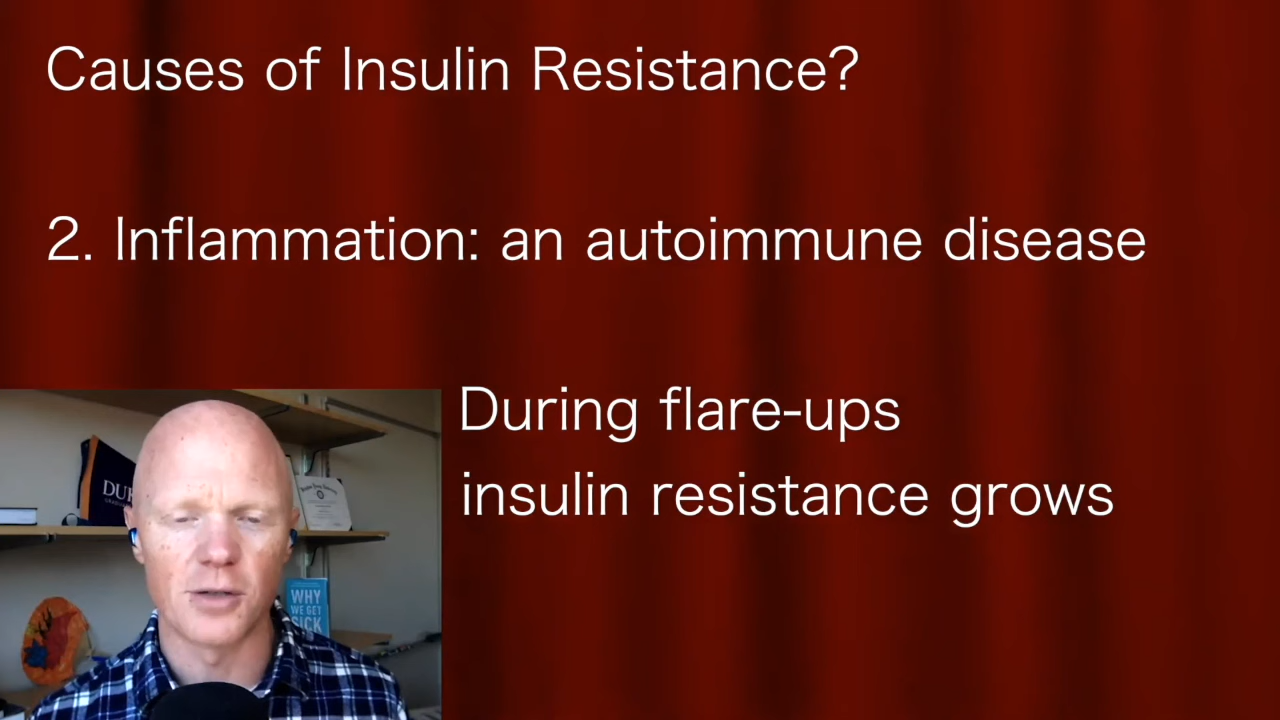 Causes of Insulin Resistance?
2. Inflammation: an autoimmune disease
During flare-ups
insulin resistance grows
WHY
WE GET
SICK